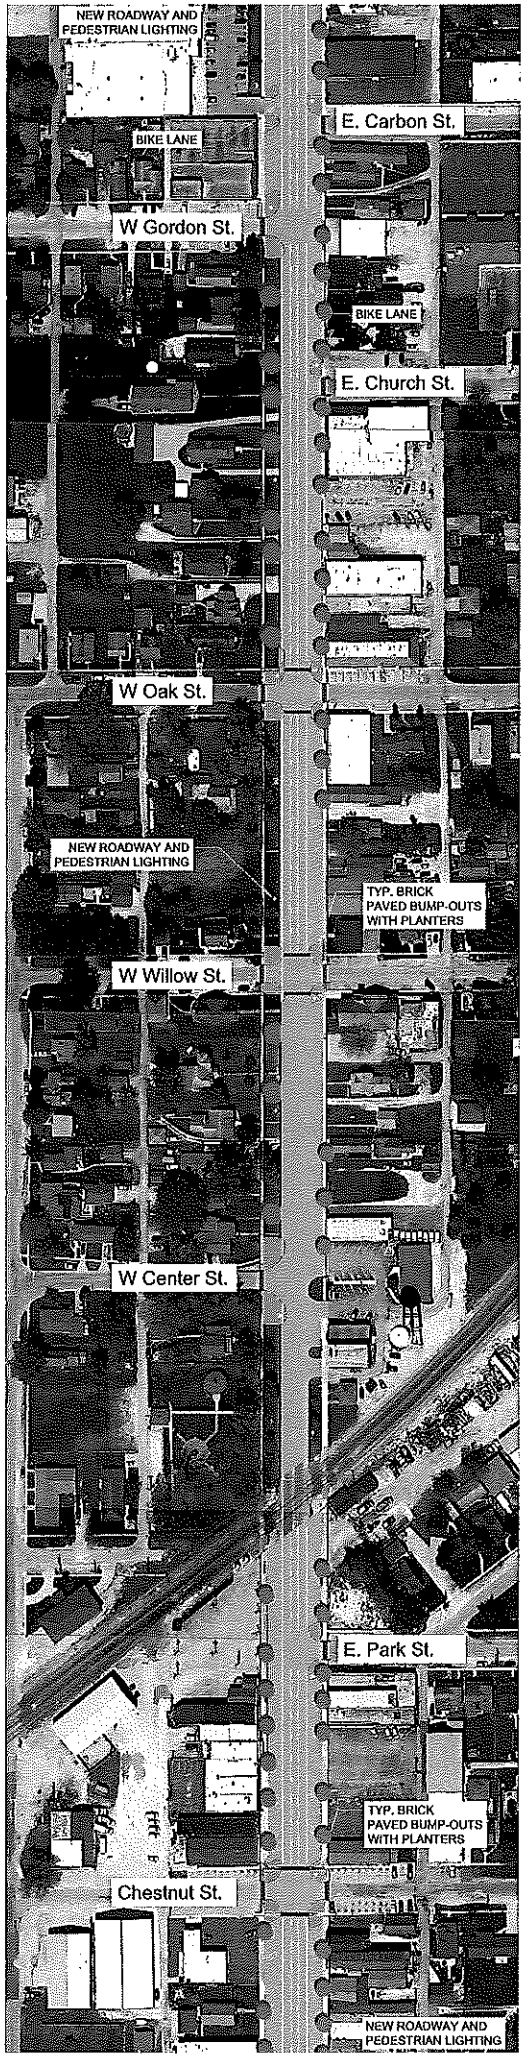 NEW ROADWAY AND
PEDESTRIAN LIGHTING
E. Carbon St.
BIKE LANE
W Gordon St.
BIKE LANE
E. Church St.
W Oak St.
NEW ROADWAY AND
PEDESTRIAN LIGHTING
TYP. BRICK
PAVED BUMP-OUTS
WITH PLANTERS
W Willow St.
W Center St.
E. Park St.
TYP. BRICK
PAVED BUMP-OUTS
WITH PLANTERS
Chestnut St.
NEW ROADWAY AND
PEDESTRIAN LIGHTING